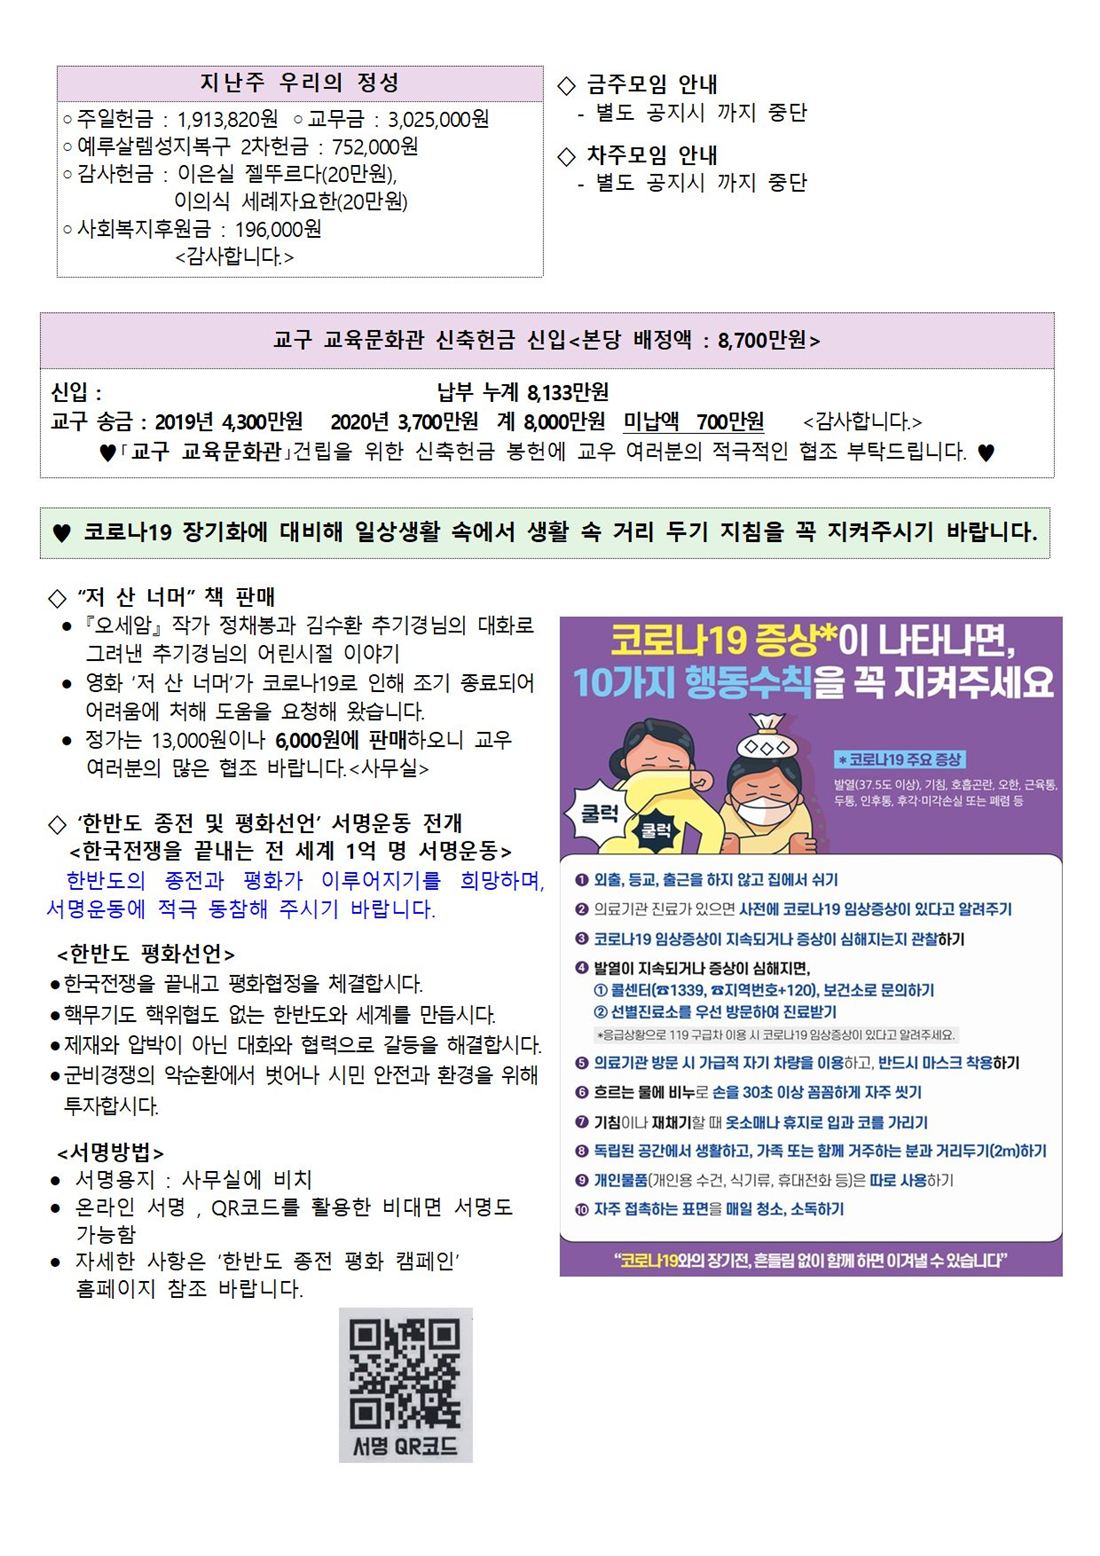 지난주 우리의 정성
○ 주일헌금 : 1,913,820원 ○ 교무금 : 3,025,000원
○ 예루살렘성지복구 2차헌금 : 752,000원
○ 감사헌금 : 이은실 젤뚜르다(20만원),
이의식 세례자요한(20만원)
○ 사회복지후원금 : 196,000원
<감사합니다.>
◇ 금주모임 안내
- 별도 공지시 까지 중단
◇ 차주모임 안내
- 별도 공지시 까지 중단
교구 교육문화관 신축헌금 신입<본당 배정액 : 8,700만원>
신입 : 납부 누계 8,133만원
교구 송금 : 2019년 4,300만원 2020년 3,700만원 계 8,000만원 미납액 700만원 <감사합니다.>
♥「교구 교육문화관」건립을 위한 신축헌금 봉헌에 교우 여러분의 적극적인 협조 부탁드립니다. ♥
♥ 코로나19 장기화에 대비해 일상생활 속에서 생활 속 거리 두기 지침을 꼭 지켜주시기 바랍니다.
◇ “저 산 너머” 책 판매
● 『오세암』 작가 정채봉과 김수환 추기경님의 대화로
그려낸 추기경님의 어린시절 이야기
● 영화 ‘저 산 너머’가 코로나19로 인해 조기 종료되어
어려움에 처해 도움을 요청해 왔습니다.
● 정가는 13,000원이나 6,000원에 판매하오니 교우
여러분의 많은 협조 바랍니다.<사무실>
◇ ‘한반도 종전 및 평화선언’ 서명운동 전개
<한국전쟁을 끝내는 전 세계 1억 명 서명운동>
한반도의 종전과 평화가 이루어지기를 희망하며,
서명운동에 적극 동참해 주시기 바랍니다.
<한반도 평화선언>
●한국전쟁을 끝내고 평화협정을 체결합시다.
●핵무기도 핵위협도 없는 한반도와 세계를 만듭시다.
●제재와 압박이 아닌 대화와 협력으로 갈등을 해결합시다.
●군비경쟁의 악순환에서 벗어나 시민 안전과 환경을 위해
투자합시다.
<서명방법>
● 서명용지 : 사무실에 비치
● 온라인 서명 , QR코드를 활용한 비대면 서명도
가능함
● 자세한 사항은 ‘한반도 종전 평화 캠페인’
홈페이지 참조 바랍니다.
서명 QR코드
코로나19 증상*이 나타나면,
10가지 행동수칙을 꼭 지켜주세요
쿨럭
쿨럭
* 코로나19 주요 증상
발열(37.5도 이상), 기침, 호흡곤란, 오한, 근육통,
두통, 인후통, 후각·미각손실 또는 폐렴 등
❶ 외출, 등교, 출근을 하지 않고 집에서 쉬기
❷ 의료기관 진료가 있으면 사전에 코로나19 임상증상이 있다고 알려주기
❸ 코로나19 임상증상이 지속되거나 증상이 심해지는지 관찰하기
❹ 발열이 지속되거나 증상이 심해지면,
① 콜센터(☎1339, ☎지역번호+120), 보건소로 문의하기
② 선별진료소를 우선 방문하여 진료받기
*응급상황으로 119 구급차 이용 시 코로나19 임상증상이 있다고 알려주세요.
❺ 의료기관 방문 시 가급적 자기 차량을 이용하고, 반드시 마스크 착용하기
❻ 흐르는 물에 비누로 손을 30초 이상 꼼꼼하게 자주 씻기
❼ 기침이나 재채기할 때 옷소매나 휴지로 입과 코를 가리기
❽ 독립된 공간에서 생활하고, 가족 또는 함께 거주하는 분과 거리두기(2m)하기
❾ 개인물품(개인용 수건, 식기류, 휴대전화 등)은 따로 사용하기
❿ 자주 접촉하는 표면을 매일 청소, 소독하기
“코로나19와의 장기전, 흔들림 없이 함께 하면 이겨낼 수 있습니다”